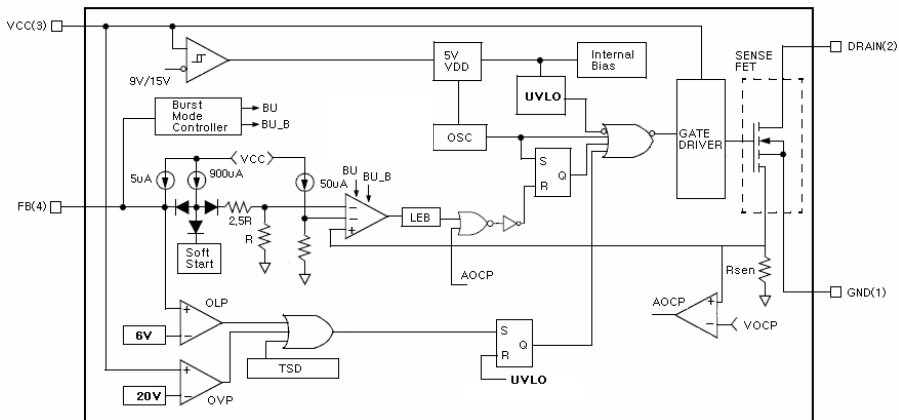 VCC(3)
DRAIN(2)
5V
VDD
Internal
Bias
SENSE
FET
9V/15V
UVLO
Burst
Mode
Controller
BU
BU_B
OSC
GATE
DRIVER
VCC
BU
S
5uA
900uA
50uA
BU_B
Q
R
FB(4)
2.5R
LEB
R
Soft
Start
AOCP
Rsen
GND(1)
OLP
AOCP
+
-
VOCP
+
6V
-
S
Q
R
TSD
UVLO
+
20V
-
OVP
-
-
+